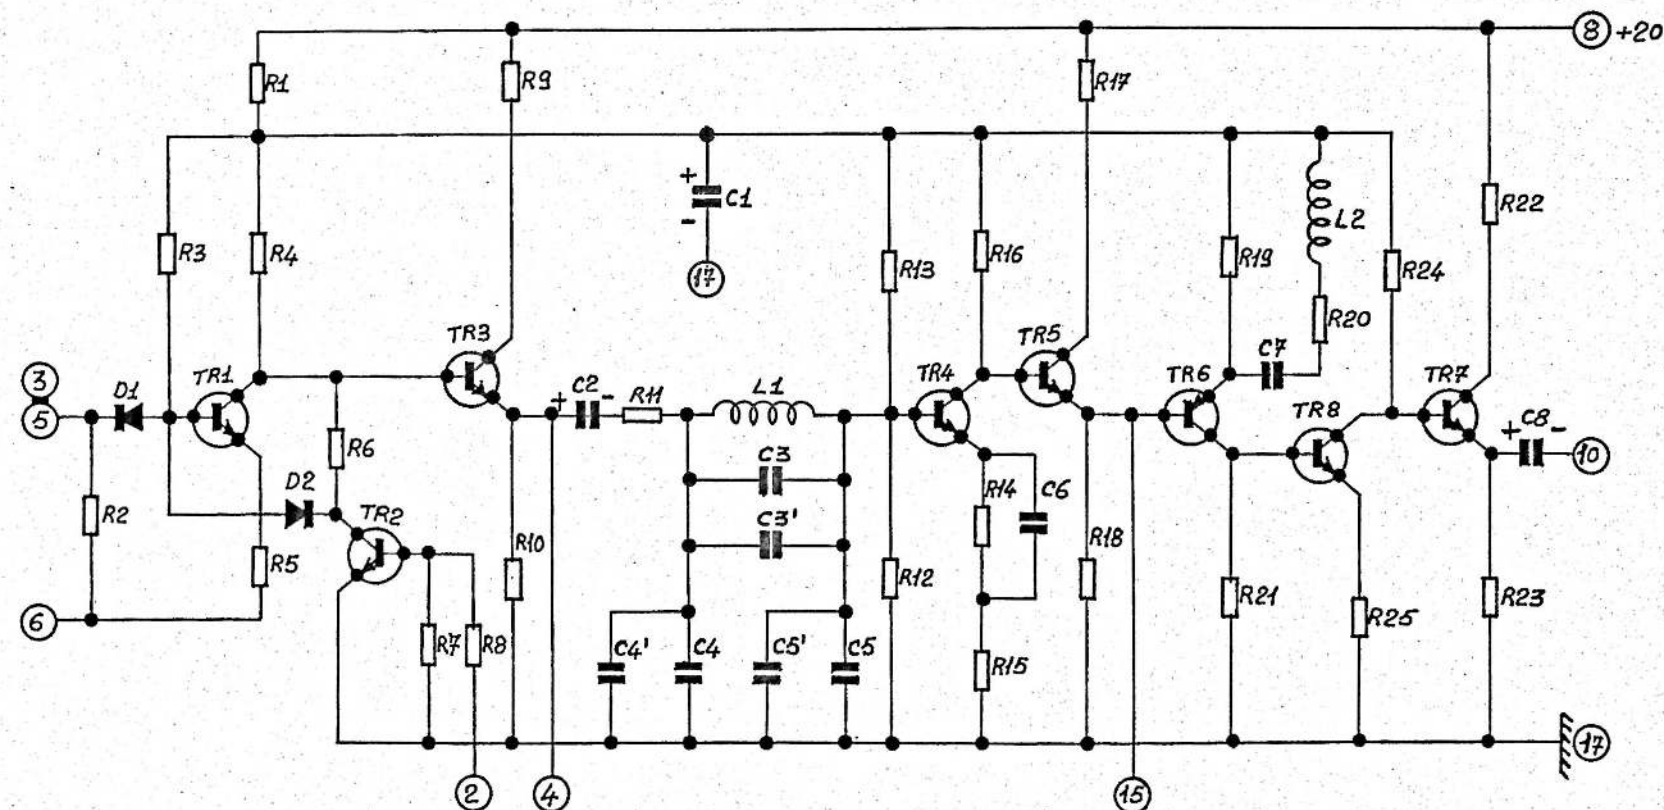 8 +20
R1
R9
R17
+
C1
-
17
R3
R4
R13
R16
R19
L2
R24
R22
R20
TR3
TR5
C7
3
5
D1
TR1
C2
+
-
R11
L1
TR4
TR6
TR7
TR8
C8
+
-
10
R6
C3
R14
C6
D2
R2
TR2
C3'
R10
R18
R5
R12
R21
R25
R23
6
R7
R8
C4'
C4
C5'
C5
R15
17
2
4
15